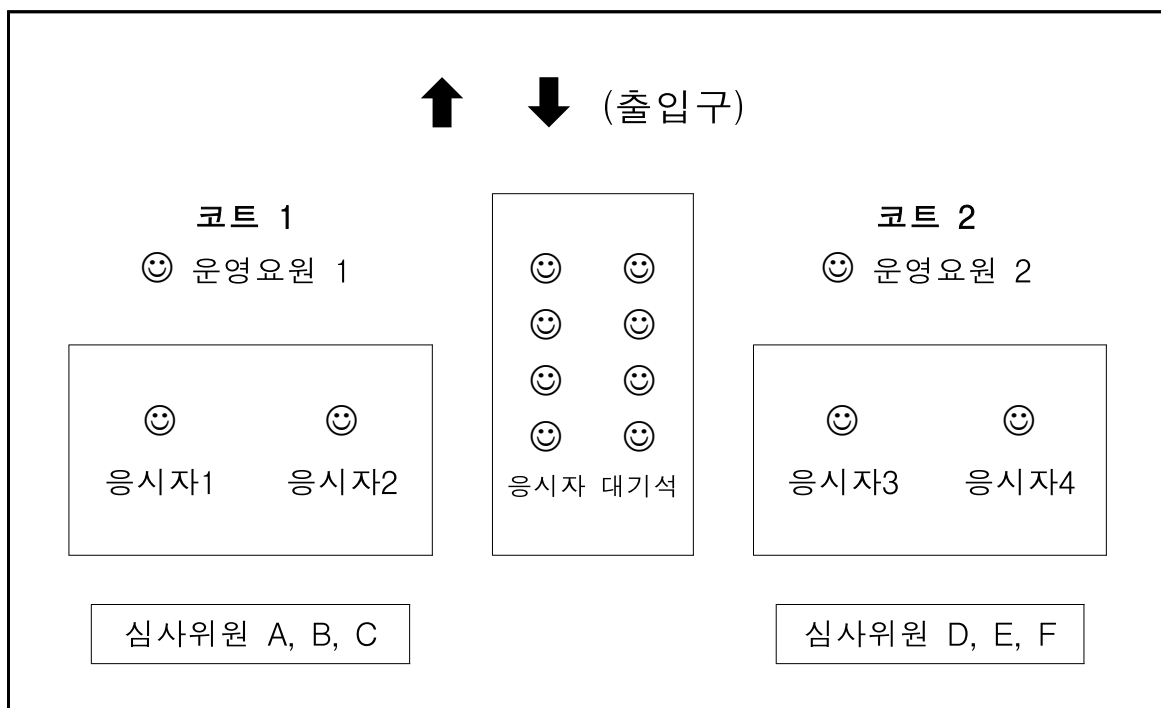 (출입구)
코트 1
운영요원 1
코트 2
운영요원 2
응시자1
응시자2
응시자 대기석
응시자3
응시자4
심사위원 A, B, C
심사위원 D, E, F